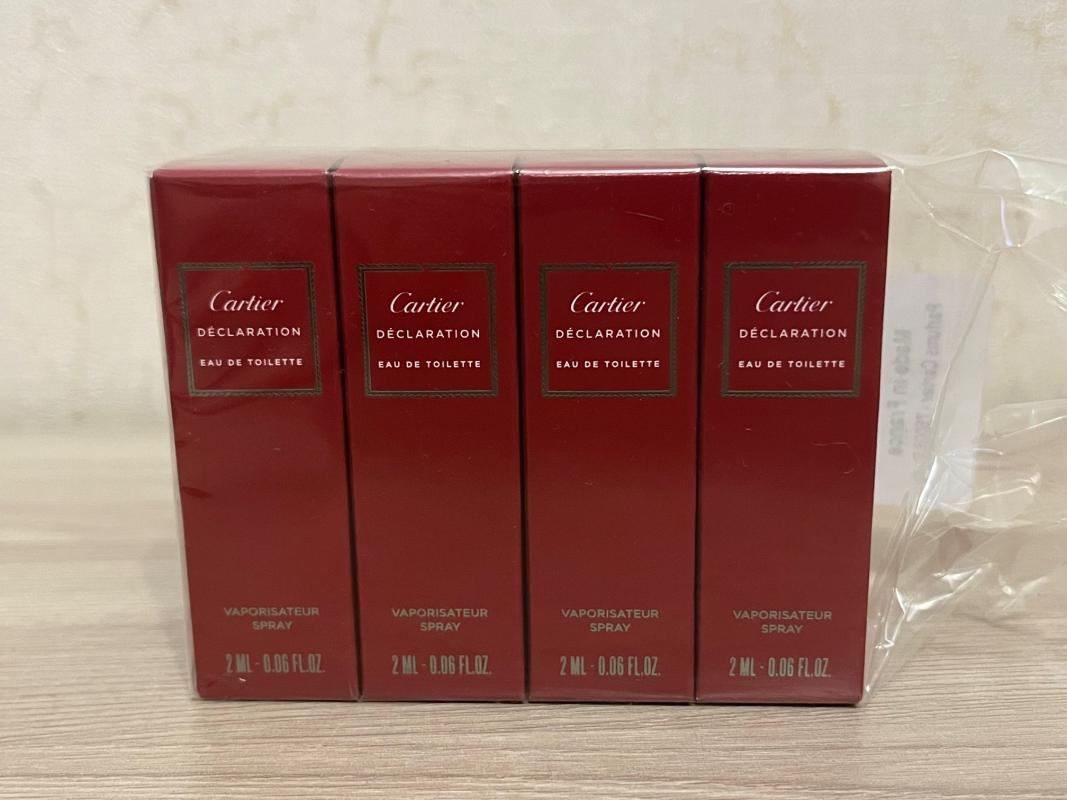 Cartier
DÉCLARATION
EAU DE TOILETTE
VAPORISATEUR
SPRAY
2 ML - 0.06 FL.OZ.
Cartier
DÉCLARATION
EAU DE TOILETTE
VAPORISATEUR
SPRAY
2 ML - 0.06 FL.OZ.
Cartier
DÉCLARATION
EAU DE TOILETTE
VAPORISATEUR
SPRAY
2 ML - 0.06 FL.OZ.
Cartier
DÉCLARATION
EAU DE TOILETTE
VAPORISATEUR
SPRAY
2 ML - 0.06 FL.OZ.
Parfums Cartier
Made in France